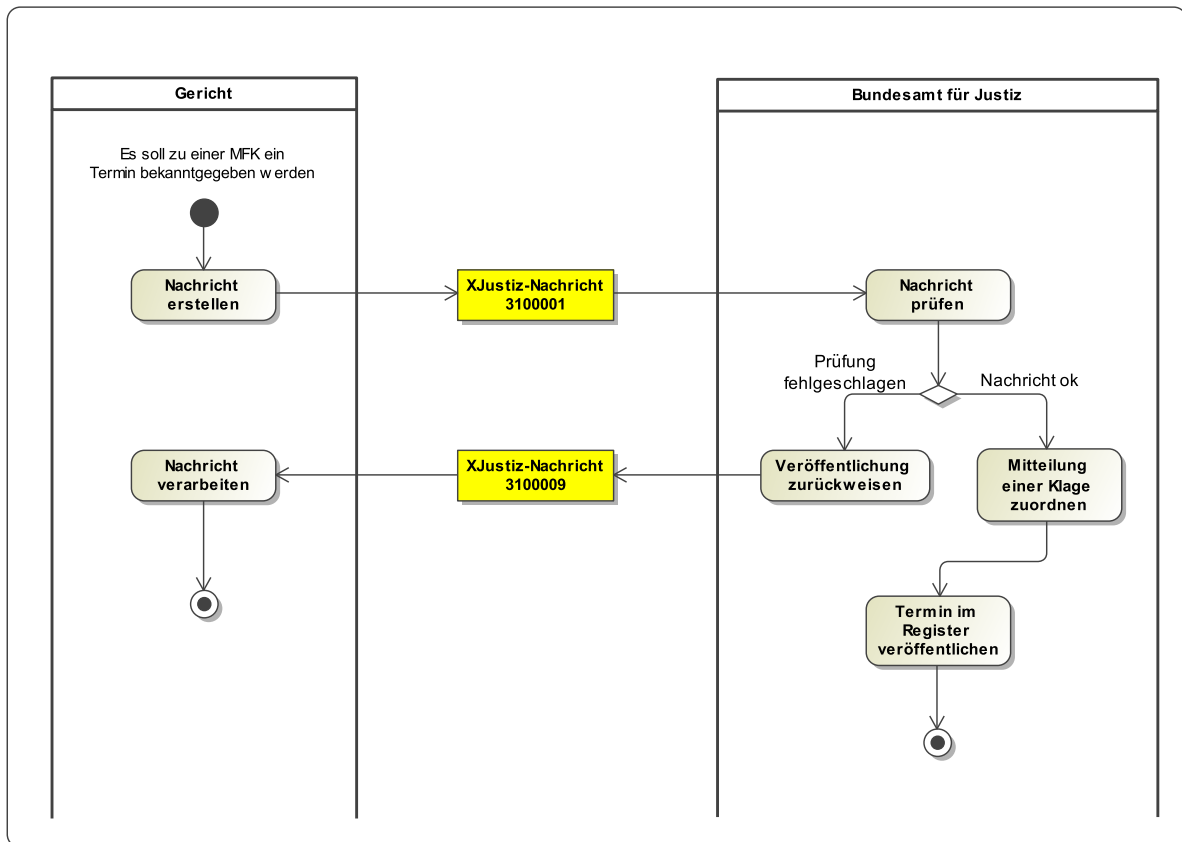 Gericht
Bundesamt für Justiz
Es soll zu einer MFK ein
Termin bekanntgegeben werden
Nachricht
erstellen
XJustiz-Nachricht
3100001
Nachricht
prüfen
Prüfung
fehlgeschlagen
Nachricht ok
Nachricht
verarbeiten
XJustiz-Nachricht
3100009
Veröffentlichung
zurückweisen
Mitteilung
einer Klage
zuordnen
Termin im
Register
veröffentlichen